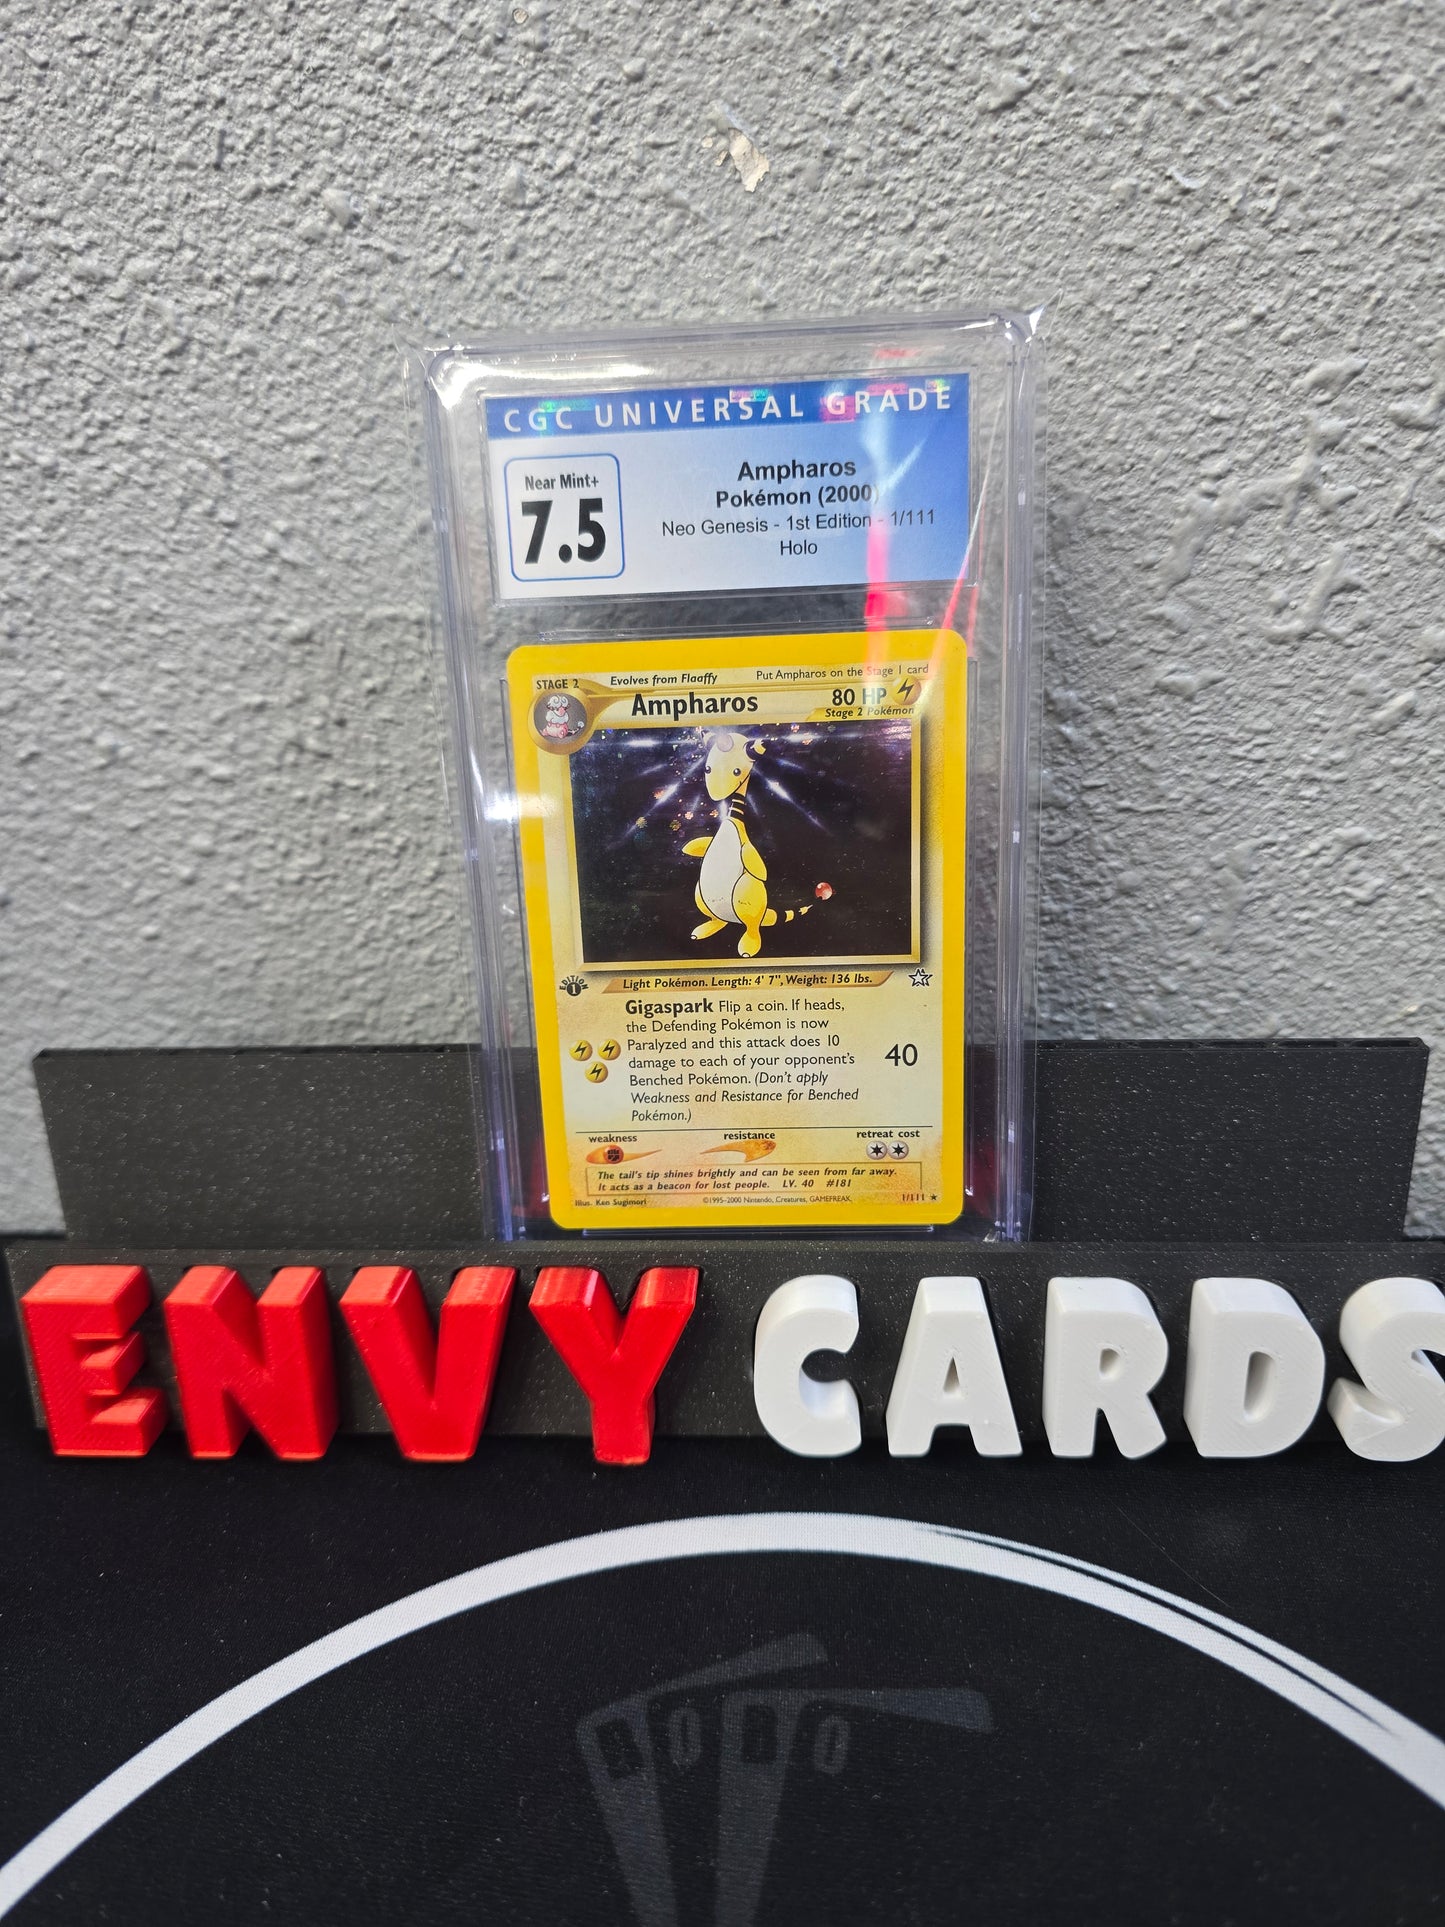 CGC UNIVERSAL GRADE
Near Mint+
7.5
Ampharos
Pokémon (2000)
Neo Genesis - 1st Edition - 1/111
Holo
STAGE 2
Evolves from Flaaffy
Put Ampharos on the Stage 1 card
Ampharos
80 HP
Stage 2 Pokémon
EDITION
1
Light Pokémon. Length: 4' 7", Weight: 136 lbs.
Gigaspark Flip a coin. If heads,
the Defending Pokémon is now
Paralyzed and this attack does 10
damage to each of your opponent's
Benched Pokémon. (Don't apply
Weakness and Resistance for Benched
Pokémon.)
40
weakness
resistance
retreat cost
The tail's tip shines brightly and can be seen from far away.
It acts as a beacon for lost people. LV. 40 #181
Illus. Ken Sugimori
©1995-2000 Nintendo, Creatures, GAMEFREAK.
1/111 ★
ENVY CARDS